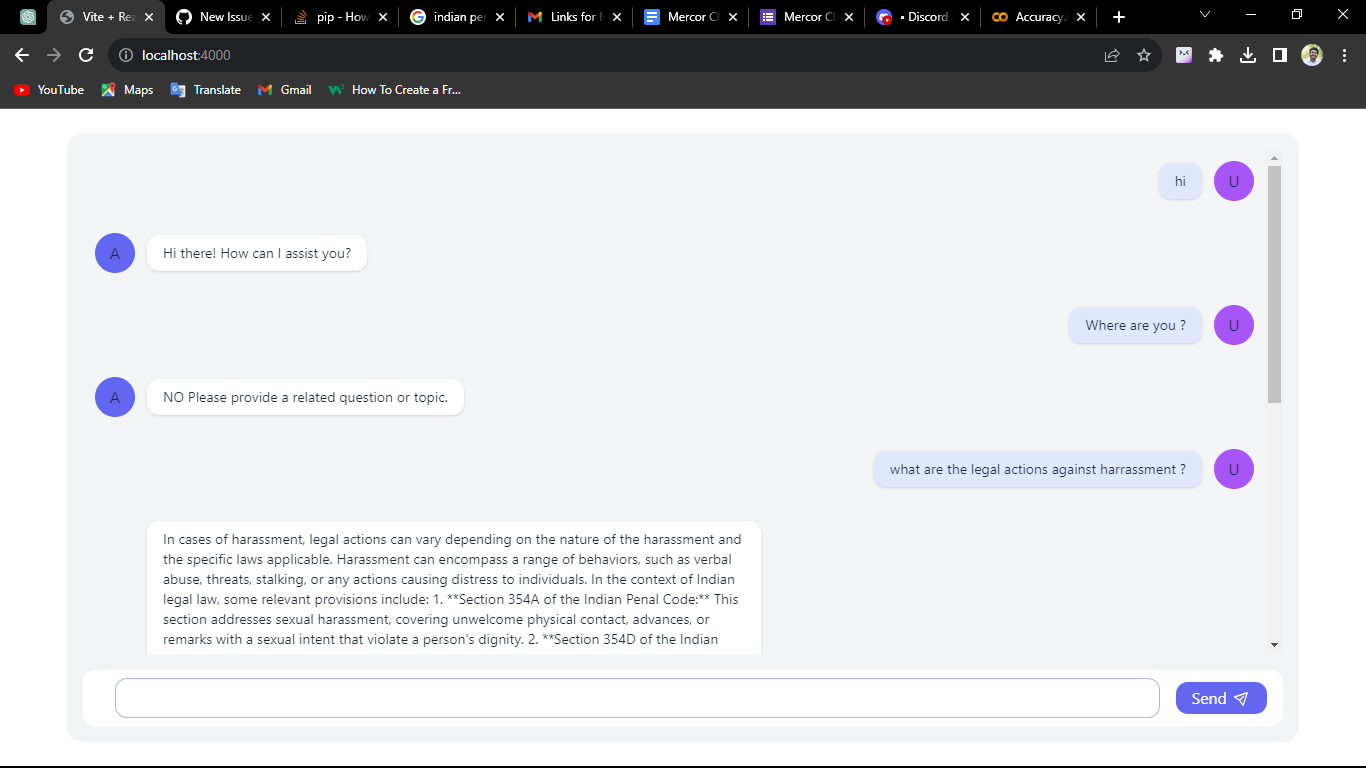 Vite + Rea
New Issue
pip - How
indian per
Links for M
Mercor Ch
Mercor Ch
• Discord
Accuracy.
localhost:4000
YouTube
Maps
Translate
Gmail
How To Create a Fr...
hi
U
A
Hi there! How can I assist you?
Where are you ?
U
A
NO Please provide a related question or topic.
what are the legal actions against harrassment ?
U
In cases of harassment, legal actions can vary depending on the nature of the harassment and
the specific laws applicable. Harassment can encompass a range of behaviors, such as verbal
abuse, threats, stalking, or any actions causing distress to individuals. In the context of Indian
legal law, some relevant provisions include: 1. **Section 354A of the Indian Penal Code:** This
section addresses sexual harassment, covering unwelcome physical contact, advances, or
remarks with a sexual intent that violate a person's dignity. 2. **Section 354D of the Indian
Send